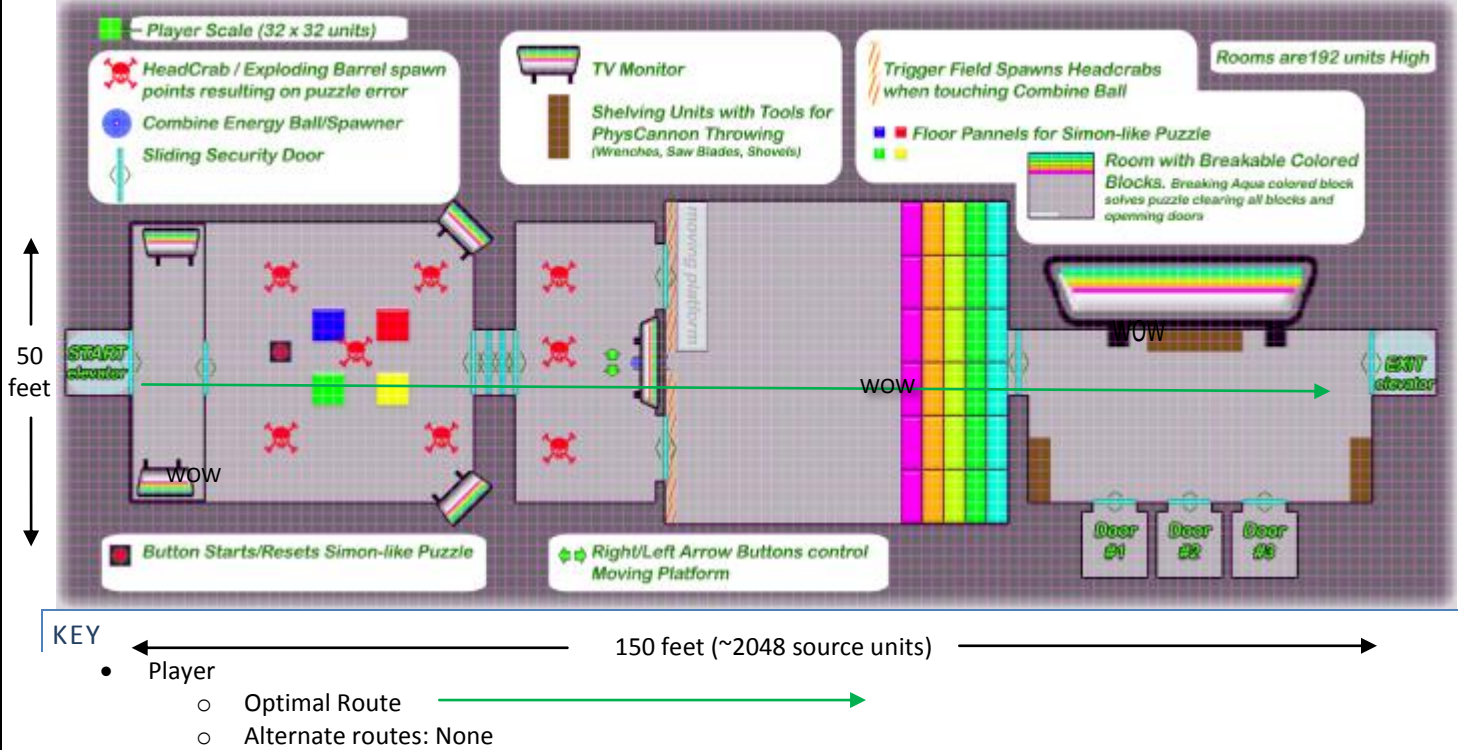 Player Scale (32 x 32 units)
HeadCrab / Exploding Barrel spawn
points resulting on puzzle error
Combine Energy Ball/Spawner
Sliding Security Door
TV Monitor
Shelving Units with Tools for
PhysCannon Throwing
(Wrenches, Saw Blades, Shovels)
Trigger Field Spawns Headcrabs
when touching Combine Ball
Floor Pannels for Simon-like Puzzle
Room with Breakable Colored
Blocks. Breaking Aqua colored block
solves puzzle clearing all blocks and
openning doors
Rooms are192 units High
50
feet
START
elevator
WOW
moving platform
WOW
WOW
EXIT
elevator
Door
#1
Door
#2
Door
#3
Button Starts/Resets Simon-like Puzzle
Right/Left Arrow Buttons control
Moving Platform
KEY
150 feet (~2048 source units)
• Player
o Optimal Route
o Alternate routes: None